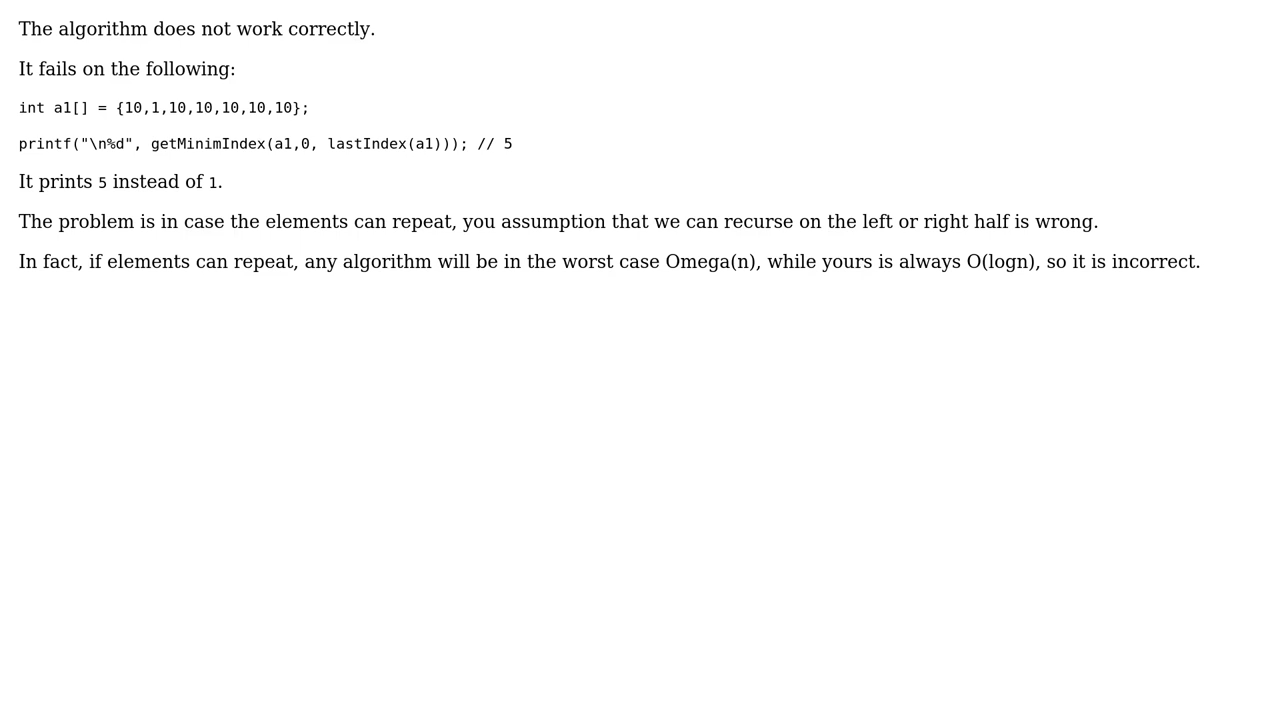 The algorithm does not work correctly.
It fails on the following:
int a1[] = {10,1,10,10,10,10,10};
printf("\n%d", getMinimIndex(a1,0, lastIndex(a1))); // 5
It prints 5 instead of 1.
The problem is in case the elements can repeat, you assumption that we can recurse on the left or right half is wrong.
In fact, if elements can repeat, any algorithm will be in the worst case Omega(n), while yours is always O(logn), so it is incorrect.